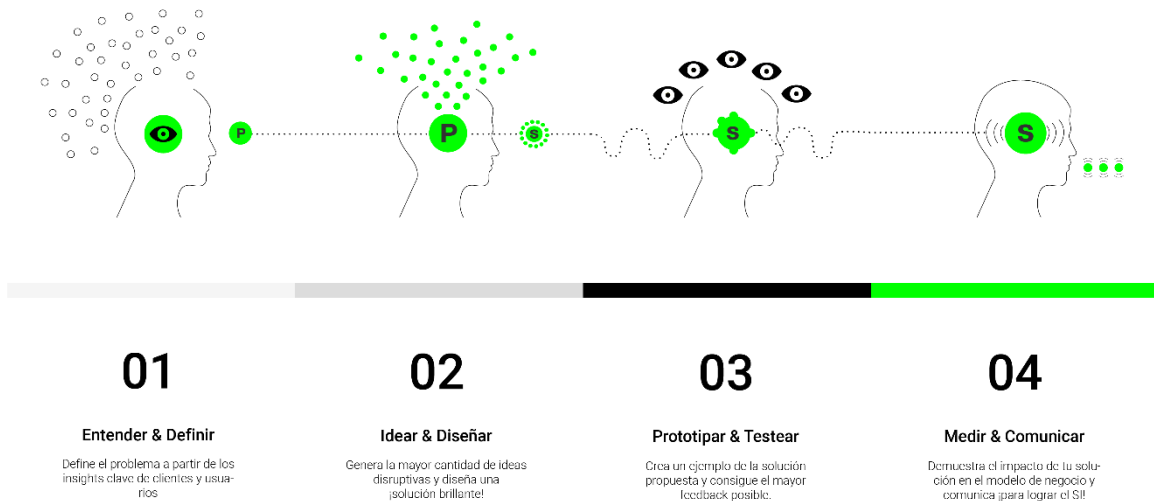 P
P
S
S
S
01
Entender & Definir
Define el problema a partir de los
insights clave de clientes y usua-
rios
02
Idear & Diseñar
Genera la mayor cantidad de ideas
disruptivas y diseña una
¡solución brillante!
03
Prototipar & Testear
Crea un ejemplo de la solución
propuesta y consigue el mayor
feedback posible.
04
Medir & Comunicar
Demuestra el impacto de tu solu-
ción en el modelo de negocio y
comunica ¡para lograr el SI!